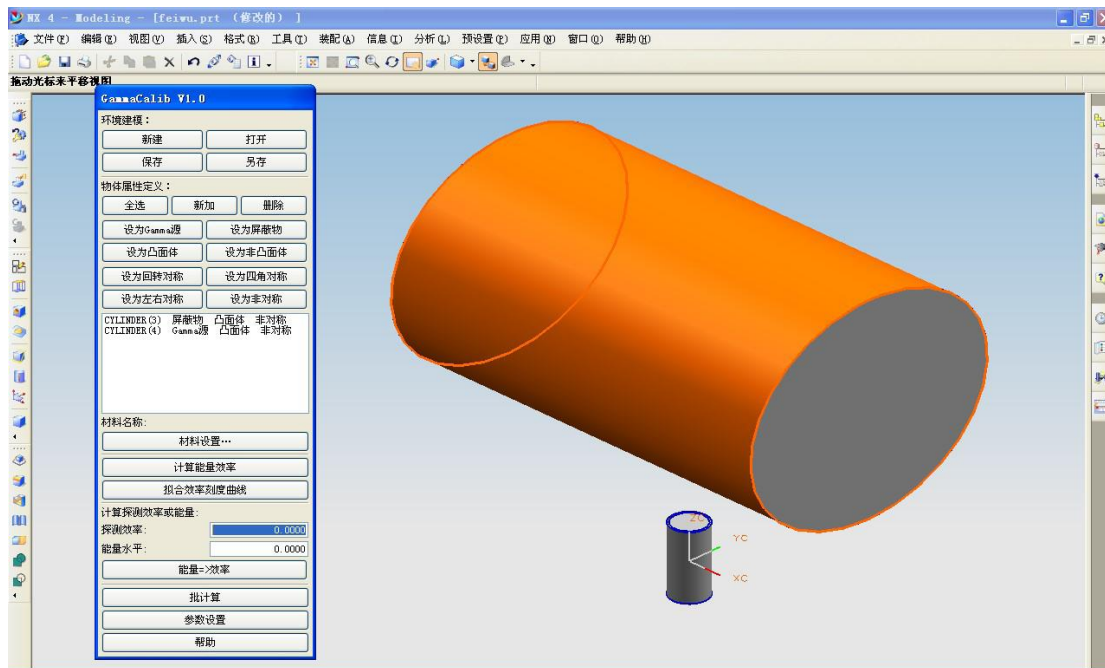 NX 4 - Modeling - [feiwu.prt （修改的） ]
文件(F) 编辑(E) 视图(V) 插入(S) 格式(R) 工具(T) 装配(A) 信息(I) 分析(L) 预设置(P) 应用(N) 窗口(O) 帮助(H)
拖动光标来平移视图
GammaCalib V1.0
环境建模：
新建 打开
保存 另存
物体属性定义：
全选 新加 删除
设为Gamma源 设为屏蔽物
设为凸面体 设为非凸面体
设为回转对称 设为四角对称
设为左右对称 设为非对称
CYLINDER(3) 屏蔽物 凸面体 非对称
CYLINDER(4) Gamma源 凸面体 非对称
材料名称:
材料设置…
计算能量效率
拟合效率刻度曲线
计算探测效率或能量:
探测效率: 0.0000
能量水平: 0.0000
能量=>效率
批计算
参数设置
帮助
ZC
YC
XC